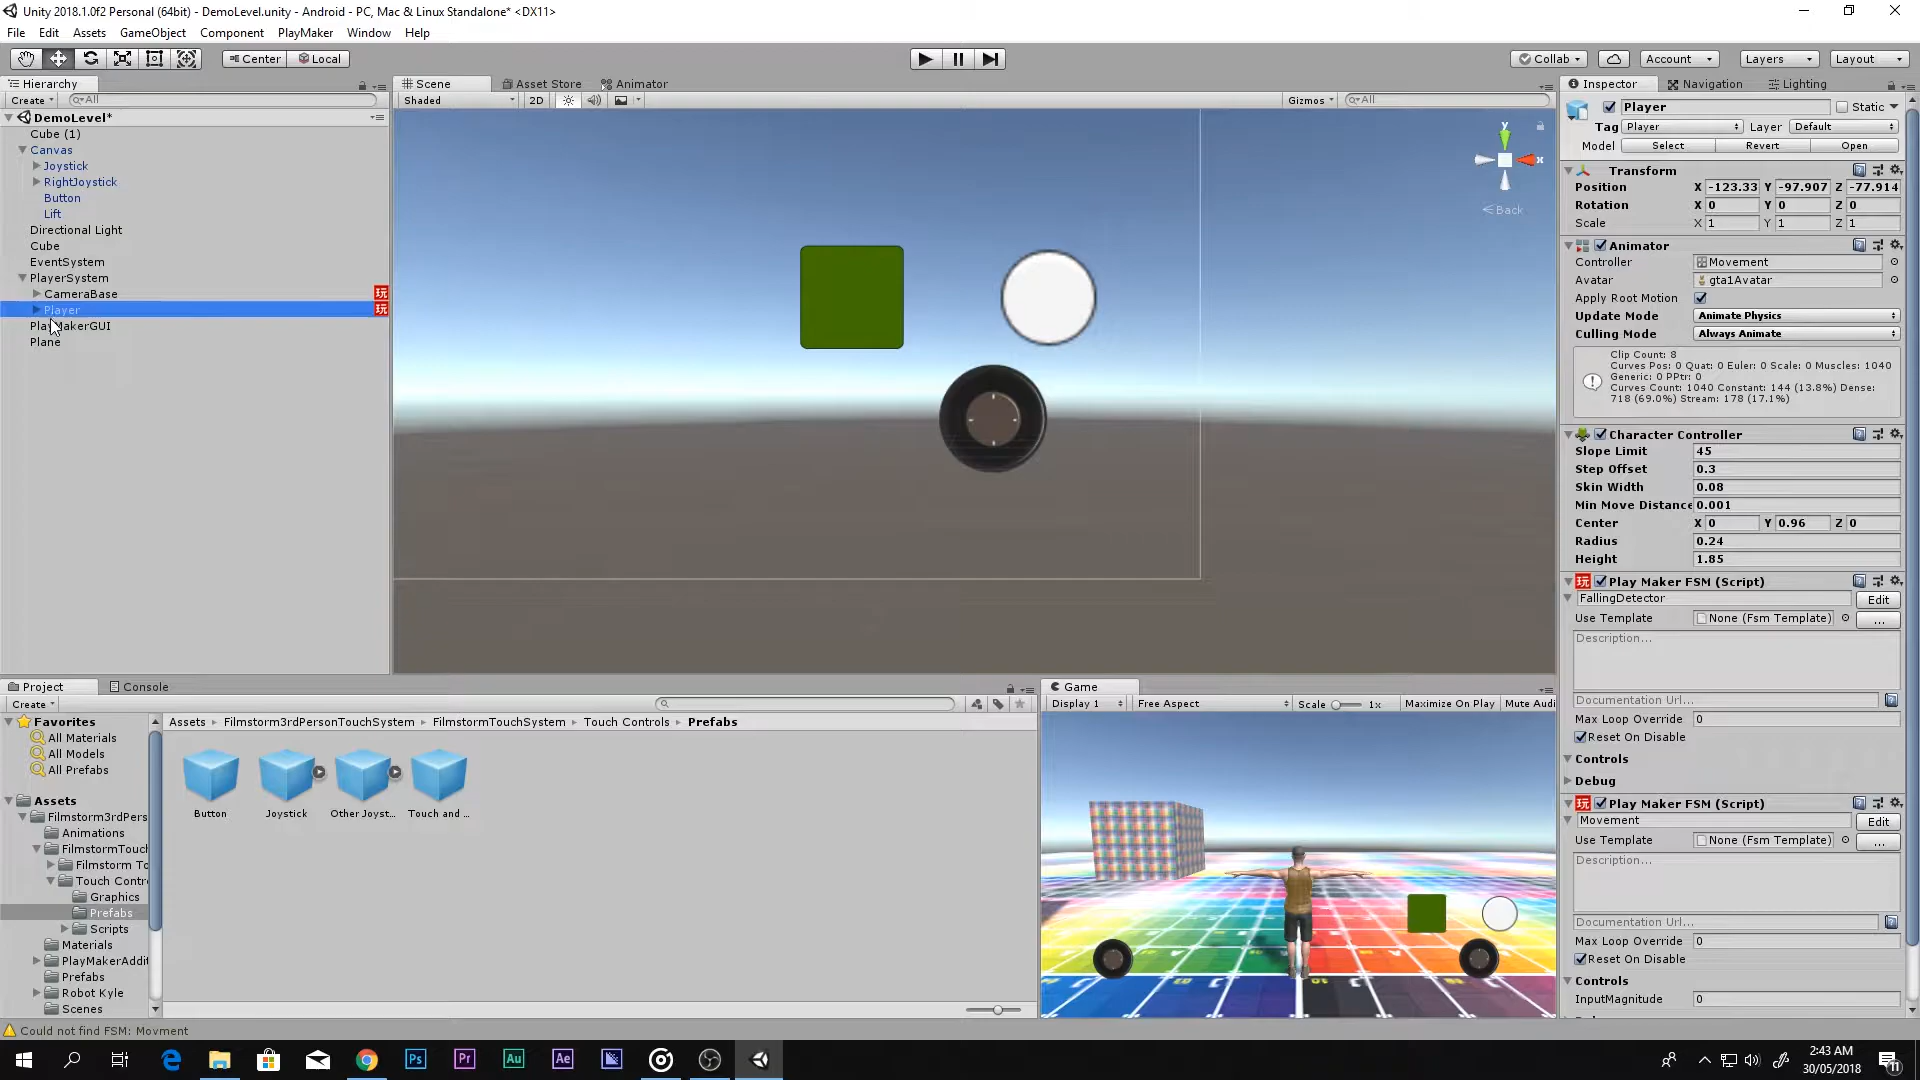 Unity 2018.1.0f2 Personal (64bit) - DemoLevel.unity - Android - PC, Mac & Linux Standalone* <DX11>
File Edit Assets GameObject Component PlayMaker Window Help
Center Local Collab Account Layers Layout
Hierarchy
Create All
DemoLevel*
Cube (1)
Canvas
Joystick
RightJoystick
Button
Lift
Directional Light
Cube
EventSystem
PlayerSystem
CameraBase 玩
Player 玩
PlayMakerGUI
Plane
Scene Asset Store Animator
Shaded 2D Gizmos All
y
x
Back
Inspector Navigation Lighting
Player Static
Tag Player Layer Default
Model Select Revert Open
Transform
Position X -123.33 Y -97.907 Z -77.914
Rotation X 0 Y 0 Z 0
Scale X 1 Y 1 Z 1
Animator
Controller Movement
Avatar gta1Avatar
Apply Root Motion
Update Mode Animate Physics
Culling Mode Always Animate
Clip Count: 8
Curves Pos: 0 Quat: 0 Euler: 0 Scale: 0 Muscles: 1040
Generic: 0 PPtr: 0
Curves Count: 1040 Constant: 144 (13.8%) Dense:
718 (69.0%) Stream: 178 (17.1%)
Character Controller
Slope Limit 45
Step Offset 0.3
Skin Width 0.08
Min Move Distance 0.001
Center X 0 Y 0.96 Z 0
Radius 0.24
Height 1.85
玩 Play Maker FSM (Script)
FallingDetector Edit
Use Template None (Fsm Template) ...
Description...
Documentation Url...
Max Loop Override 0
Reset On Disable
Controls
Debug
玩 Play Maker FSM (Script)
Movement Edit
Use Template None (Fsm Template) ...
Description...
Documentation Url...
Max Loop Override 0
Reset On Disable
Controls
InputMagnitude 0
Project Console
Create
Favorites
All Materials
All Models
All Prefabs
Assets
Filmstorm3rdPers
Animations
FilmstormTouch
Filmstorm To
Touch Contr
Graphics
Prefabs
Scripts
Materials
PlayMakerAddit
Prefabs
Robot Kyle
Scenes
Assets Filmstorm3rdPersonTouchSystem FilmstormTouchSystem Touch Controls Prefabs
Button Joystick Other Joyst... Touch and ...
Game
Display 1 Free Aspect Scale 1x Maximize On Play Mute Audi
Could not find FSM: Movment
Ps Pr Au Ae
2:43 AM
30/05/2018
11